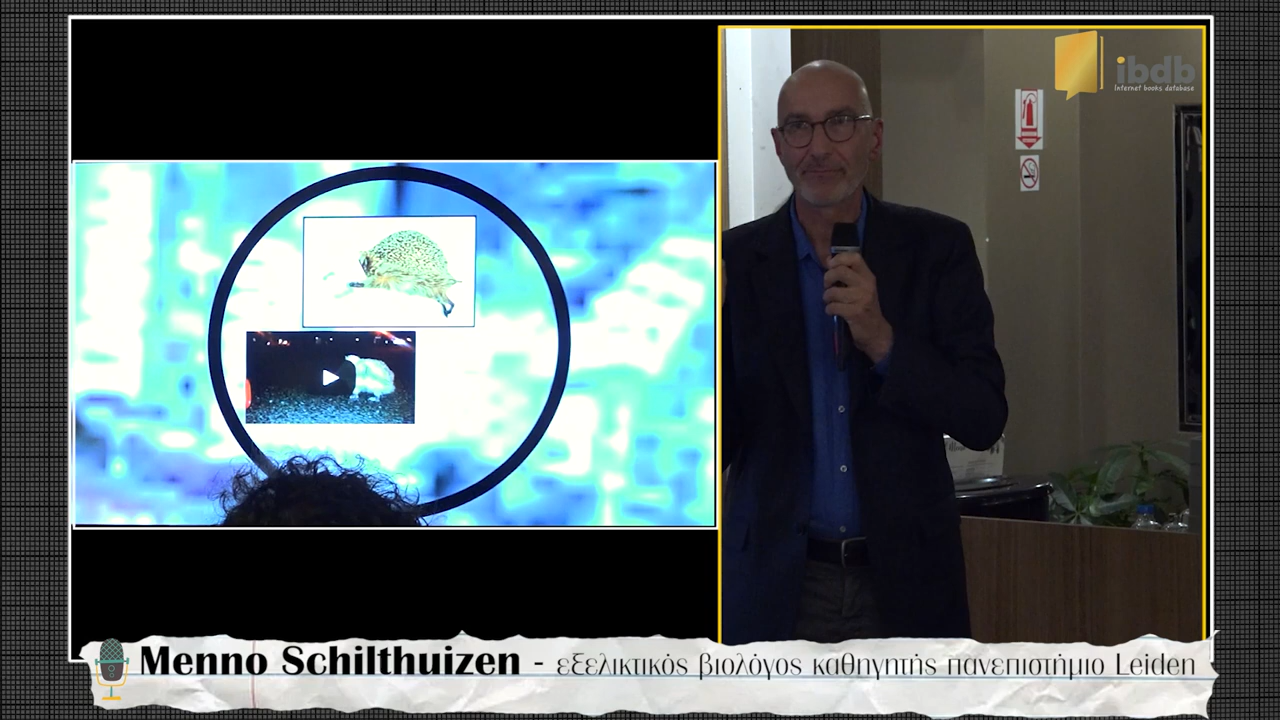 ibdb
Internet books database
Menno Schilthuizen - εξελικτικός βιολόγος καθηγητής πανεπιστήμιο Leiden